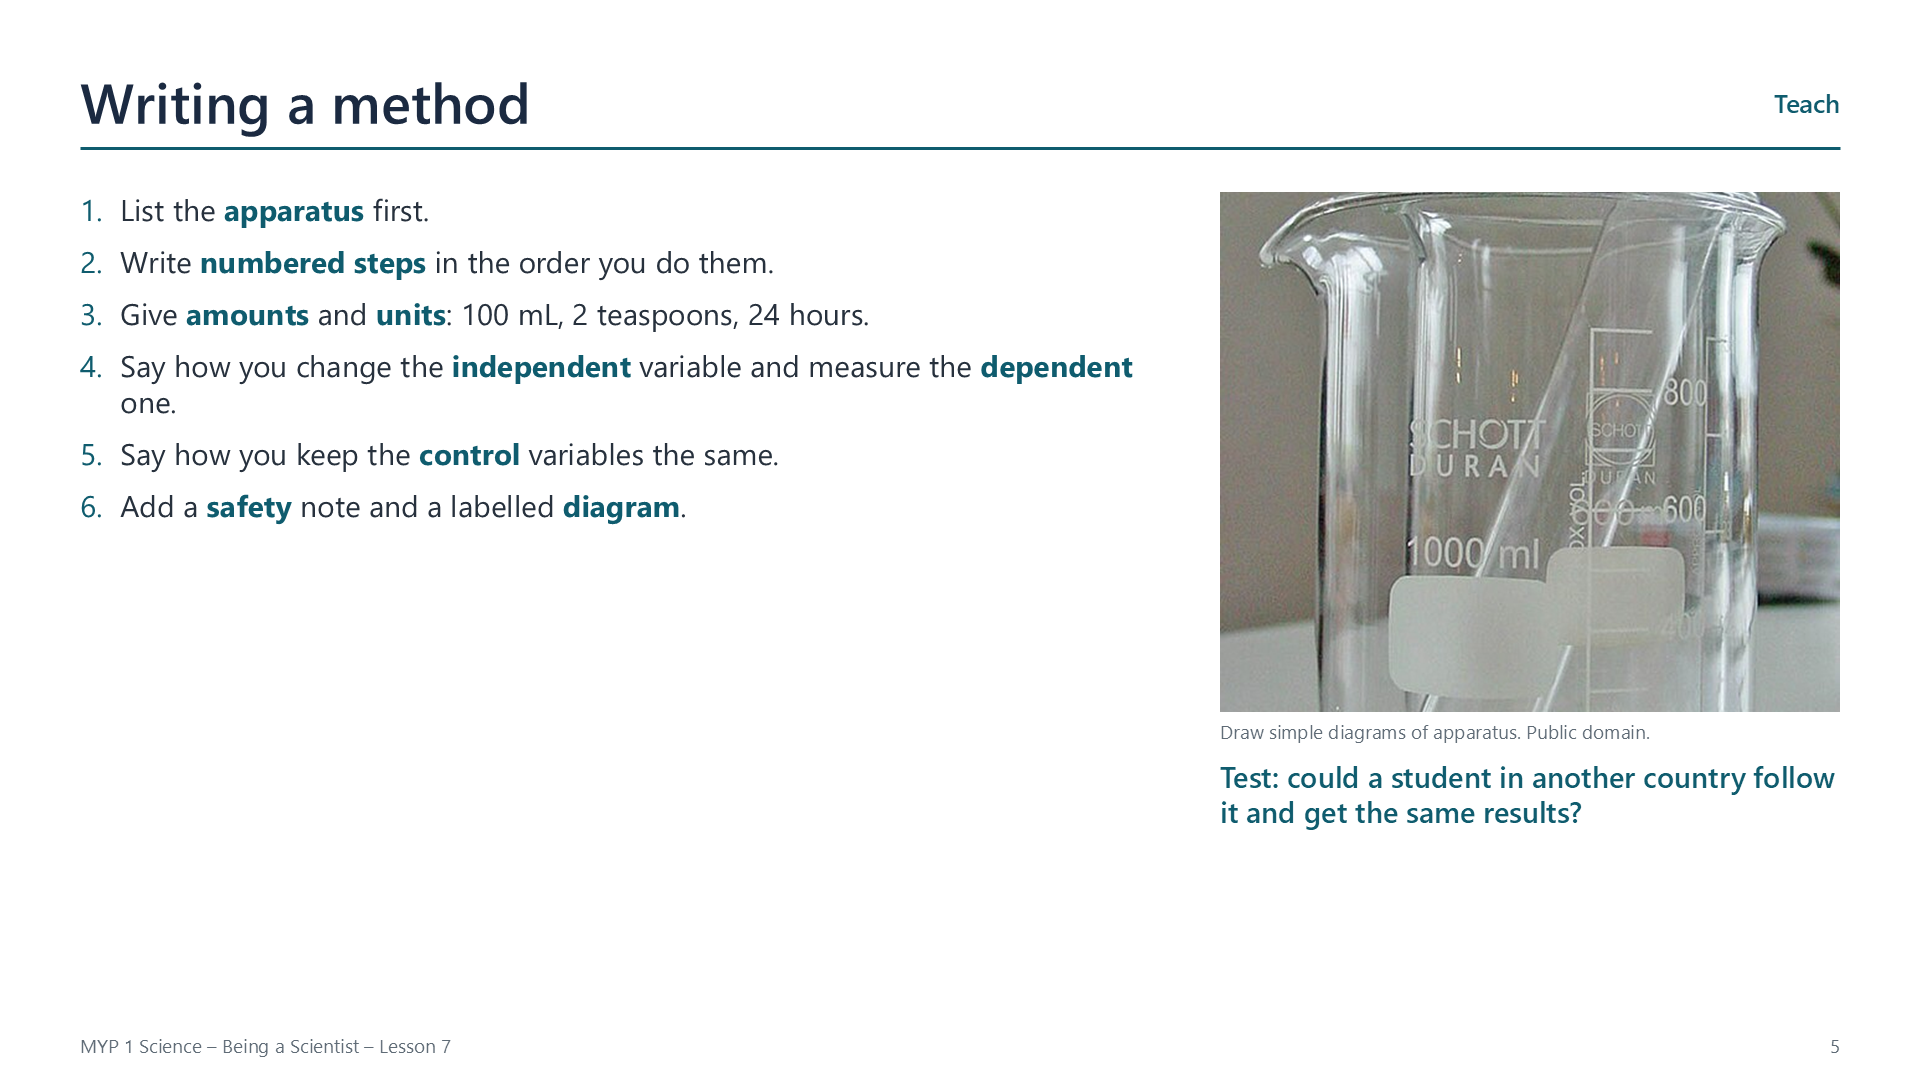 Writing a method
Teach
1. List the apparatus first.
2. Write numbered steps in the order you do them.
3. Give amounts and units: 100 mL, 2 teaspoons, 24 hours.
4. Say how you change the independent variable and measure the dependent
one.
5. Say how you keep the control variables the same.
6. Add a safety note and a labelled diagram.
800
SCHOTT
DURAN
SCHOTT
DURAN
600
1000 ml
400
Draw simple diagrams of apparatus. Public domain.
Test: could a student in another country follow
it and get the same results?
MYP 1 Science – Being a Scientist – Lesson 7
5